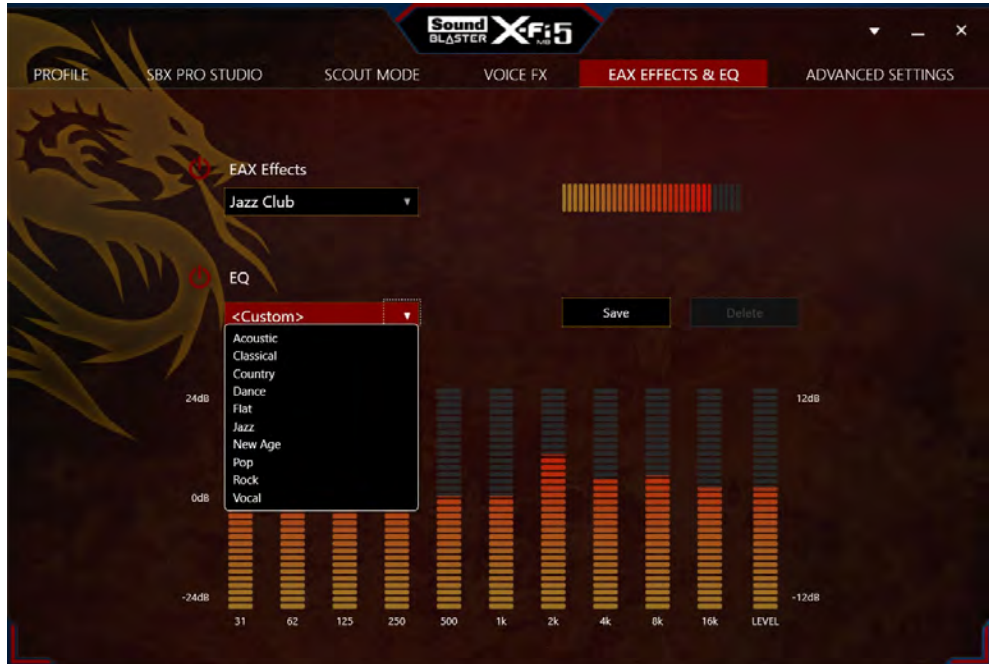 Sound BLASTER X-Fi MB 5
PROFILE SBX PRO STUDIO SCOUT MODE VOICE FX EAX EFFECTS & EQ ADVANCED SETTINGS
EAX Effects
Jazz Club
EQ
<Custom>
Save Delete
Acoustic
Classical
Country
Dance
Flat
Jazz
New Age
Pop
Rock
Vocal
24dB 12dB
0dB
-24dB -12dB
31 62 125 250 500 1k 2k 4k 8k 16k LEVEL